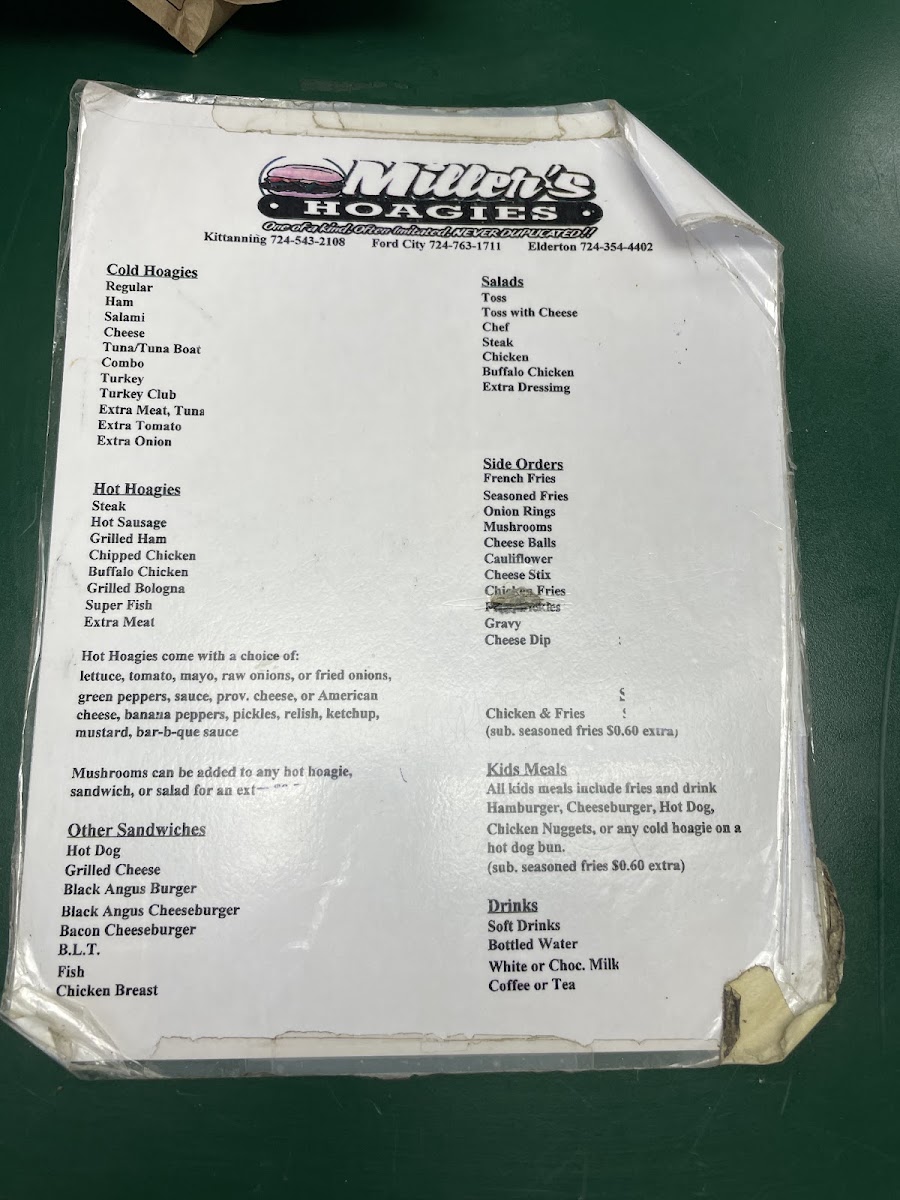 Miller's
HOAGIES
One of a kind! Often Imitated, NEVER DUPLICATED!!
Kittanning 724-543-2108 Ford City 724-763-1711 Elderton 724-354-4402
Cold Hoagies
Regular
Ham
Salami
Cheese
Tuna/Tuna Boat
Combo
Turkey
Turkey Club
Extra Meat, Tuna
Extra Tomato
Extra Onion
Hot Hoagies
Steak
Hot Sausage
Grilled Ham
Chipped Chicken
Buffalo Chicken
Grilled Bologna
Super Fish
Extra Meat
Hot Hoagies come with a choice of:
lettuce, tomato, mayo, raw onions, or fried onions,
green peppers, sauce, prov. cheese, or American
cheese, banana peppers, pickles, relish, ketchup,
mustard, bar-b-que sauce
Mushrooms can be added to any hot hoagie,
sandwich, or salad for an
Other Sandwiches
Hot Dog
Grilled Cheese
Black Angus Burger
Black Angus Cheeseburger
Bacon Cheeseburger
B.L.T.
Fish
Chicken Breast
Salads
Toss
Toss with Cheese
Chef
Steak
Chicken
Buffalo Chicken
Extra Dressimg
Side Orders
French Fries
Seasoned Fries
Onion Rings
Mushrooms
Cheese Balls
Cauliflower
Cheese Stix
Chicken Fries
Gravy
Cheese Dip
Chicken & Fries
(sub. seasoned fries $0.60 extra)
Kids Meals
All kids meals include fries and drink
Hamburger, Cheeseburger, Hot Dog,
Chicken Nuggets, or any cold hoagie on a
hot dog bun.
(sub. seasoned fries $0.60 extra)
Drinks
Soft Drinks
Bottled Water
White or Choc. Milk
Coffee or Tea